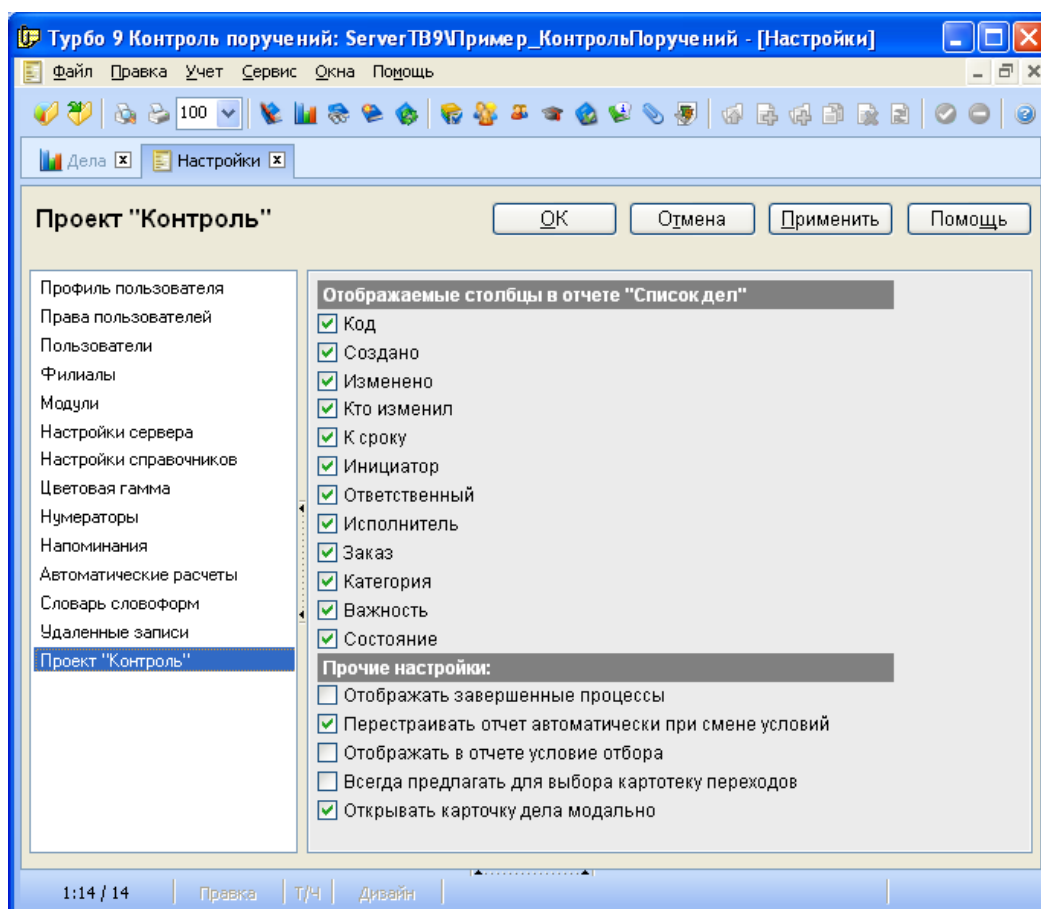 Турбо 9 Контроль поручений: ServerTB9\Пример_КонтрольПоручений - [Настройки]
Файл Правка Учет Сервис Окна Помощь
100
Дела Настройки
Проект "Контроль" ОК Отмена Применить Помощь
Профиль пользователя
Права пользователей
Пользователи
Филиалы
Модули
Настройки сервера
Настройки справочников
Цветовая гамма
Нумераторы
Напоминания
Автоматические расчеты
Словарь словоформ
Удаленные записи
Проект "Контроль"
Отображаемые столбцы в отчете "Список дел"
Код
Создано
Изменено
Кто изменил
К сроку
Инициатор
Ответственный
Исполнитель
Заказ
Категория
Важность
Состояние
Прочие настройки:
Отображать завершенные процессы
Перестраивать отчет автоматически при смене условий
Отображать в отчете условие отбора
Всегда предлагать для выбора картотеку переходов
Открывать карточку дела модально
1:14 / 14 Правка Т/Ч Дизайн